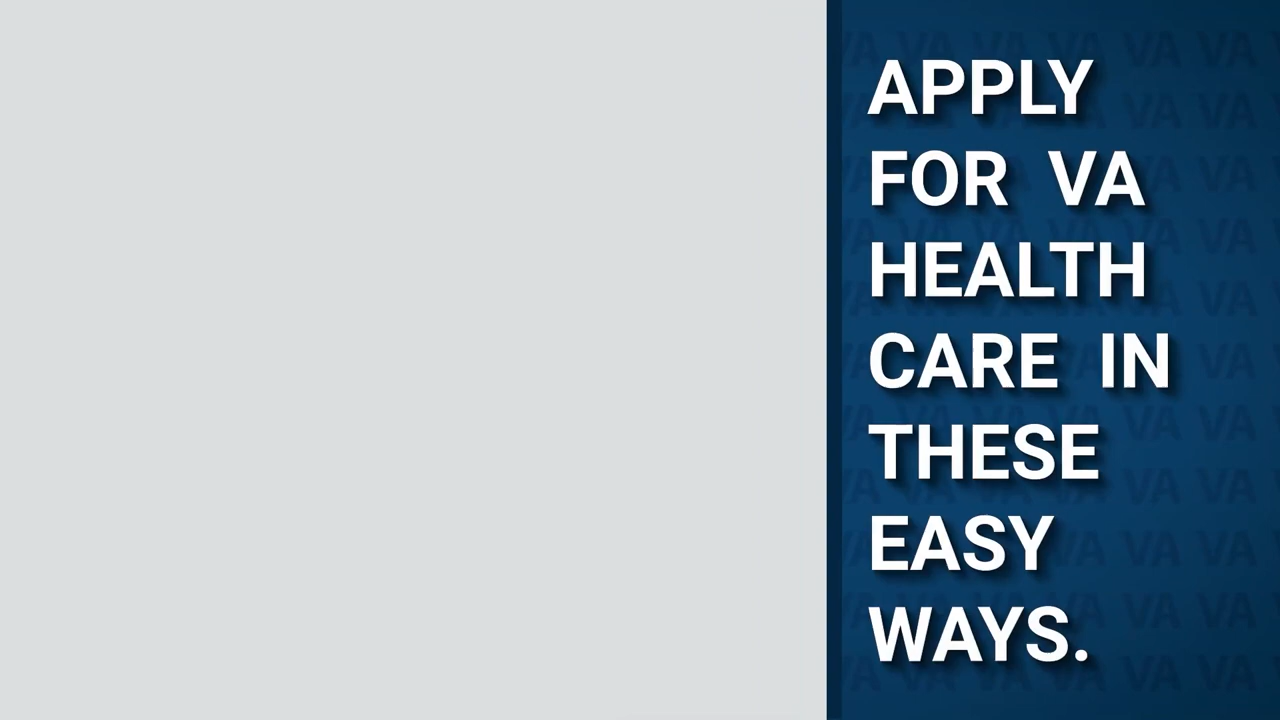 APPLY
FOR VA
HEALTH
CARE IN
THESE
EASY
WAYS.